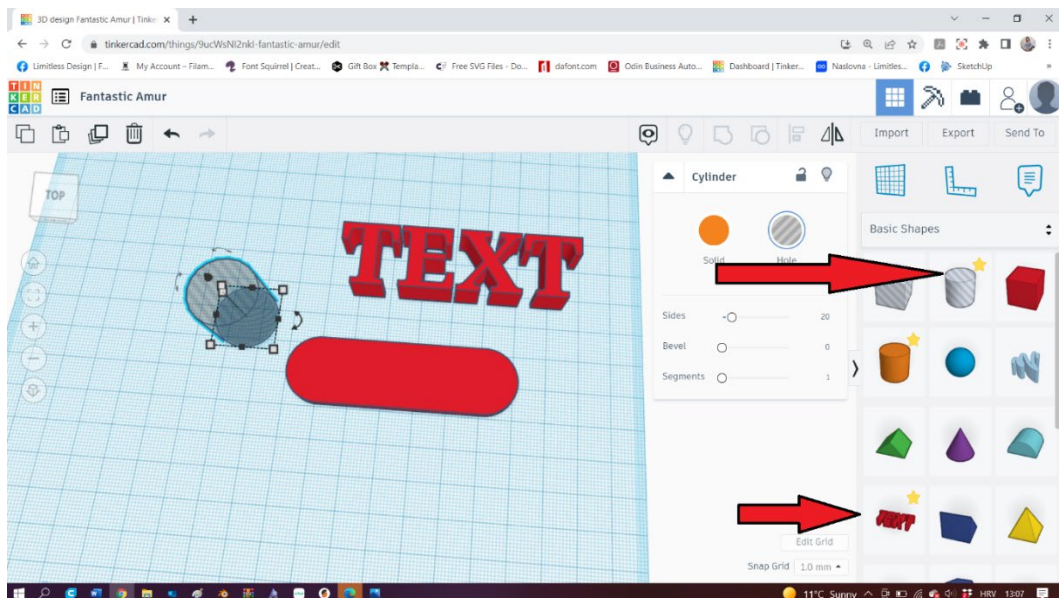 3D design Fantastic Amur | Tinke
tinkercad.com/things/9ucWsNI2nkl-fantastic-amur/edit
Limitless Design | F...
My Account – Filam...
Font Squirrel | Creat...
Gift Box ✖ Templa...
Free SVG Files - Do...
dafont.com
Odin Business Auto...
Dashboard | Tinker...
Naslovna - Limitles...
SketchUp
TIN
KER
CAD
Fantastic Amur
Import
Export
Send To
TOP
Cylinder
Basic Shapes
Solid
Hole
TEXT
Sides
20
Bevel
0
Segments
1
TEXT
Edit Grid
Snap Grid
1.0 mm
11°C Sunny
HRV
13:07